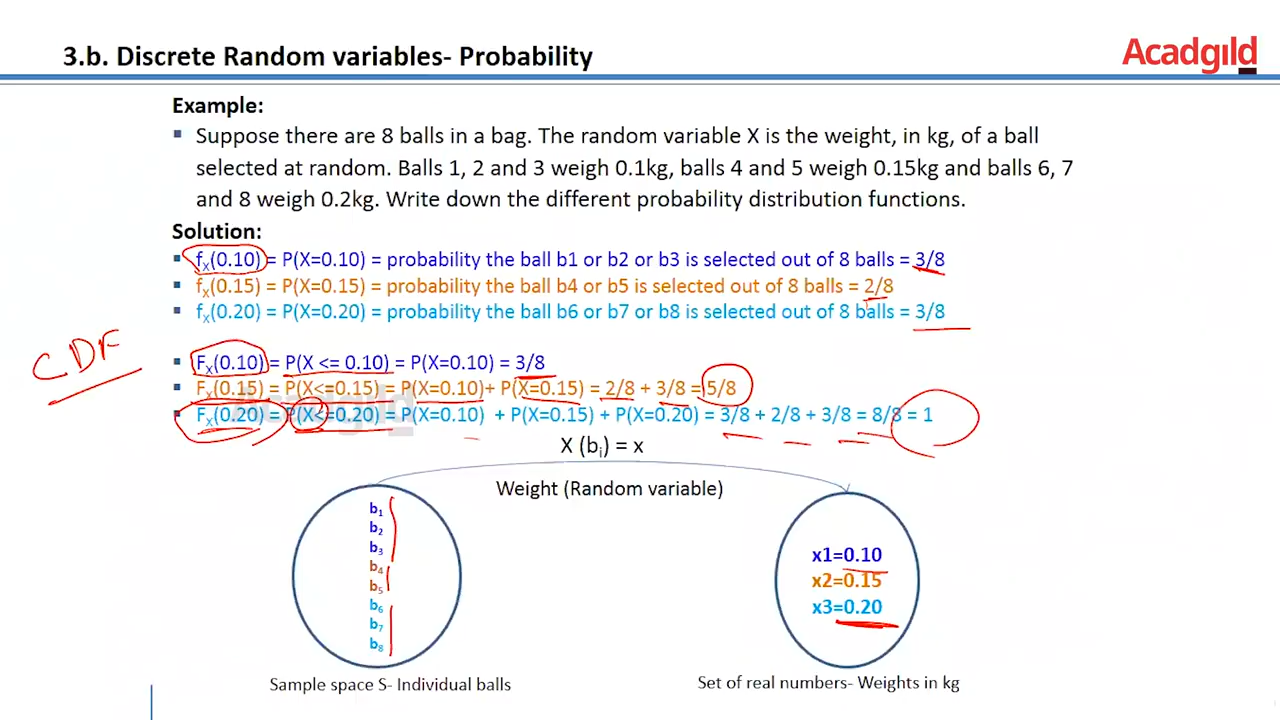 3.b. Discrete Random variables- Probability
Acadgild
Example:
▪ Suppose there are 8 balls in a bag. The random variable X is the weight, in kg, of a ball
selected at random. Balls 1, 2 and 3 weigh 0.1kg, balls 4 and 5 weigh 0.15kg and balls 6, 7
and 8 weigh 0.2kg. Write down the different probability distribution functions.
Solution:
▪ fX(0.10) = P(X=0.10) = probability the ball b1 or b2 or b3 is selected out of 8 balls = 3/8
▪ fX(0.15) = P(X=0.15) = probability the ball b4 or b5 is selected out of 8 balls = 2/8
▪ fX(0.20) = P(X=0.20) = probability the ball b6 or b7 or b8 is selected out of 8 balls = 3/8
CDF
▪ FX(0.10) = P(X <= 0.10) = P(X=0.10) = 3/8
▪ FX(0.15) = P(X<=0.15) = P(X=0.10)+ P(X=0.15) = 2/8 + 3/8 = 5/8
▪ FX(0.20) = P(X<=0.20) = P(X=0.10) + P(X=0.15) + P(X=0.20) = 3/8 + 2/8 + 3/8 = 8/8 = 1
Acadgild
X (bi) = x
Weight (Random variable)
b1
b2
b3
b4
b5
b6
b7
b8
x1=0.10
x2=0.15
x3=0.20
Sample space S- Individual balls
Set of real numbers- Weights in kg